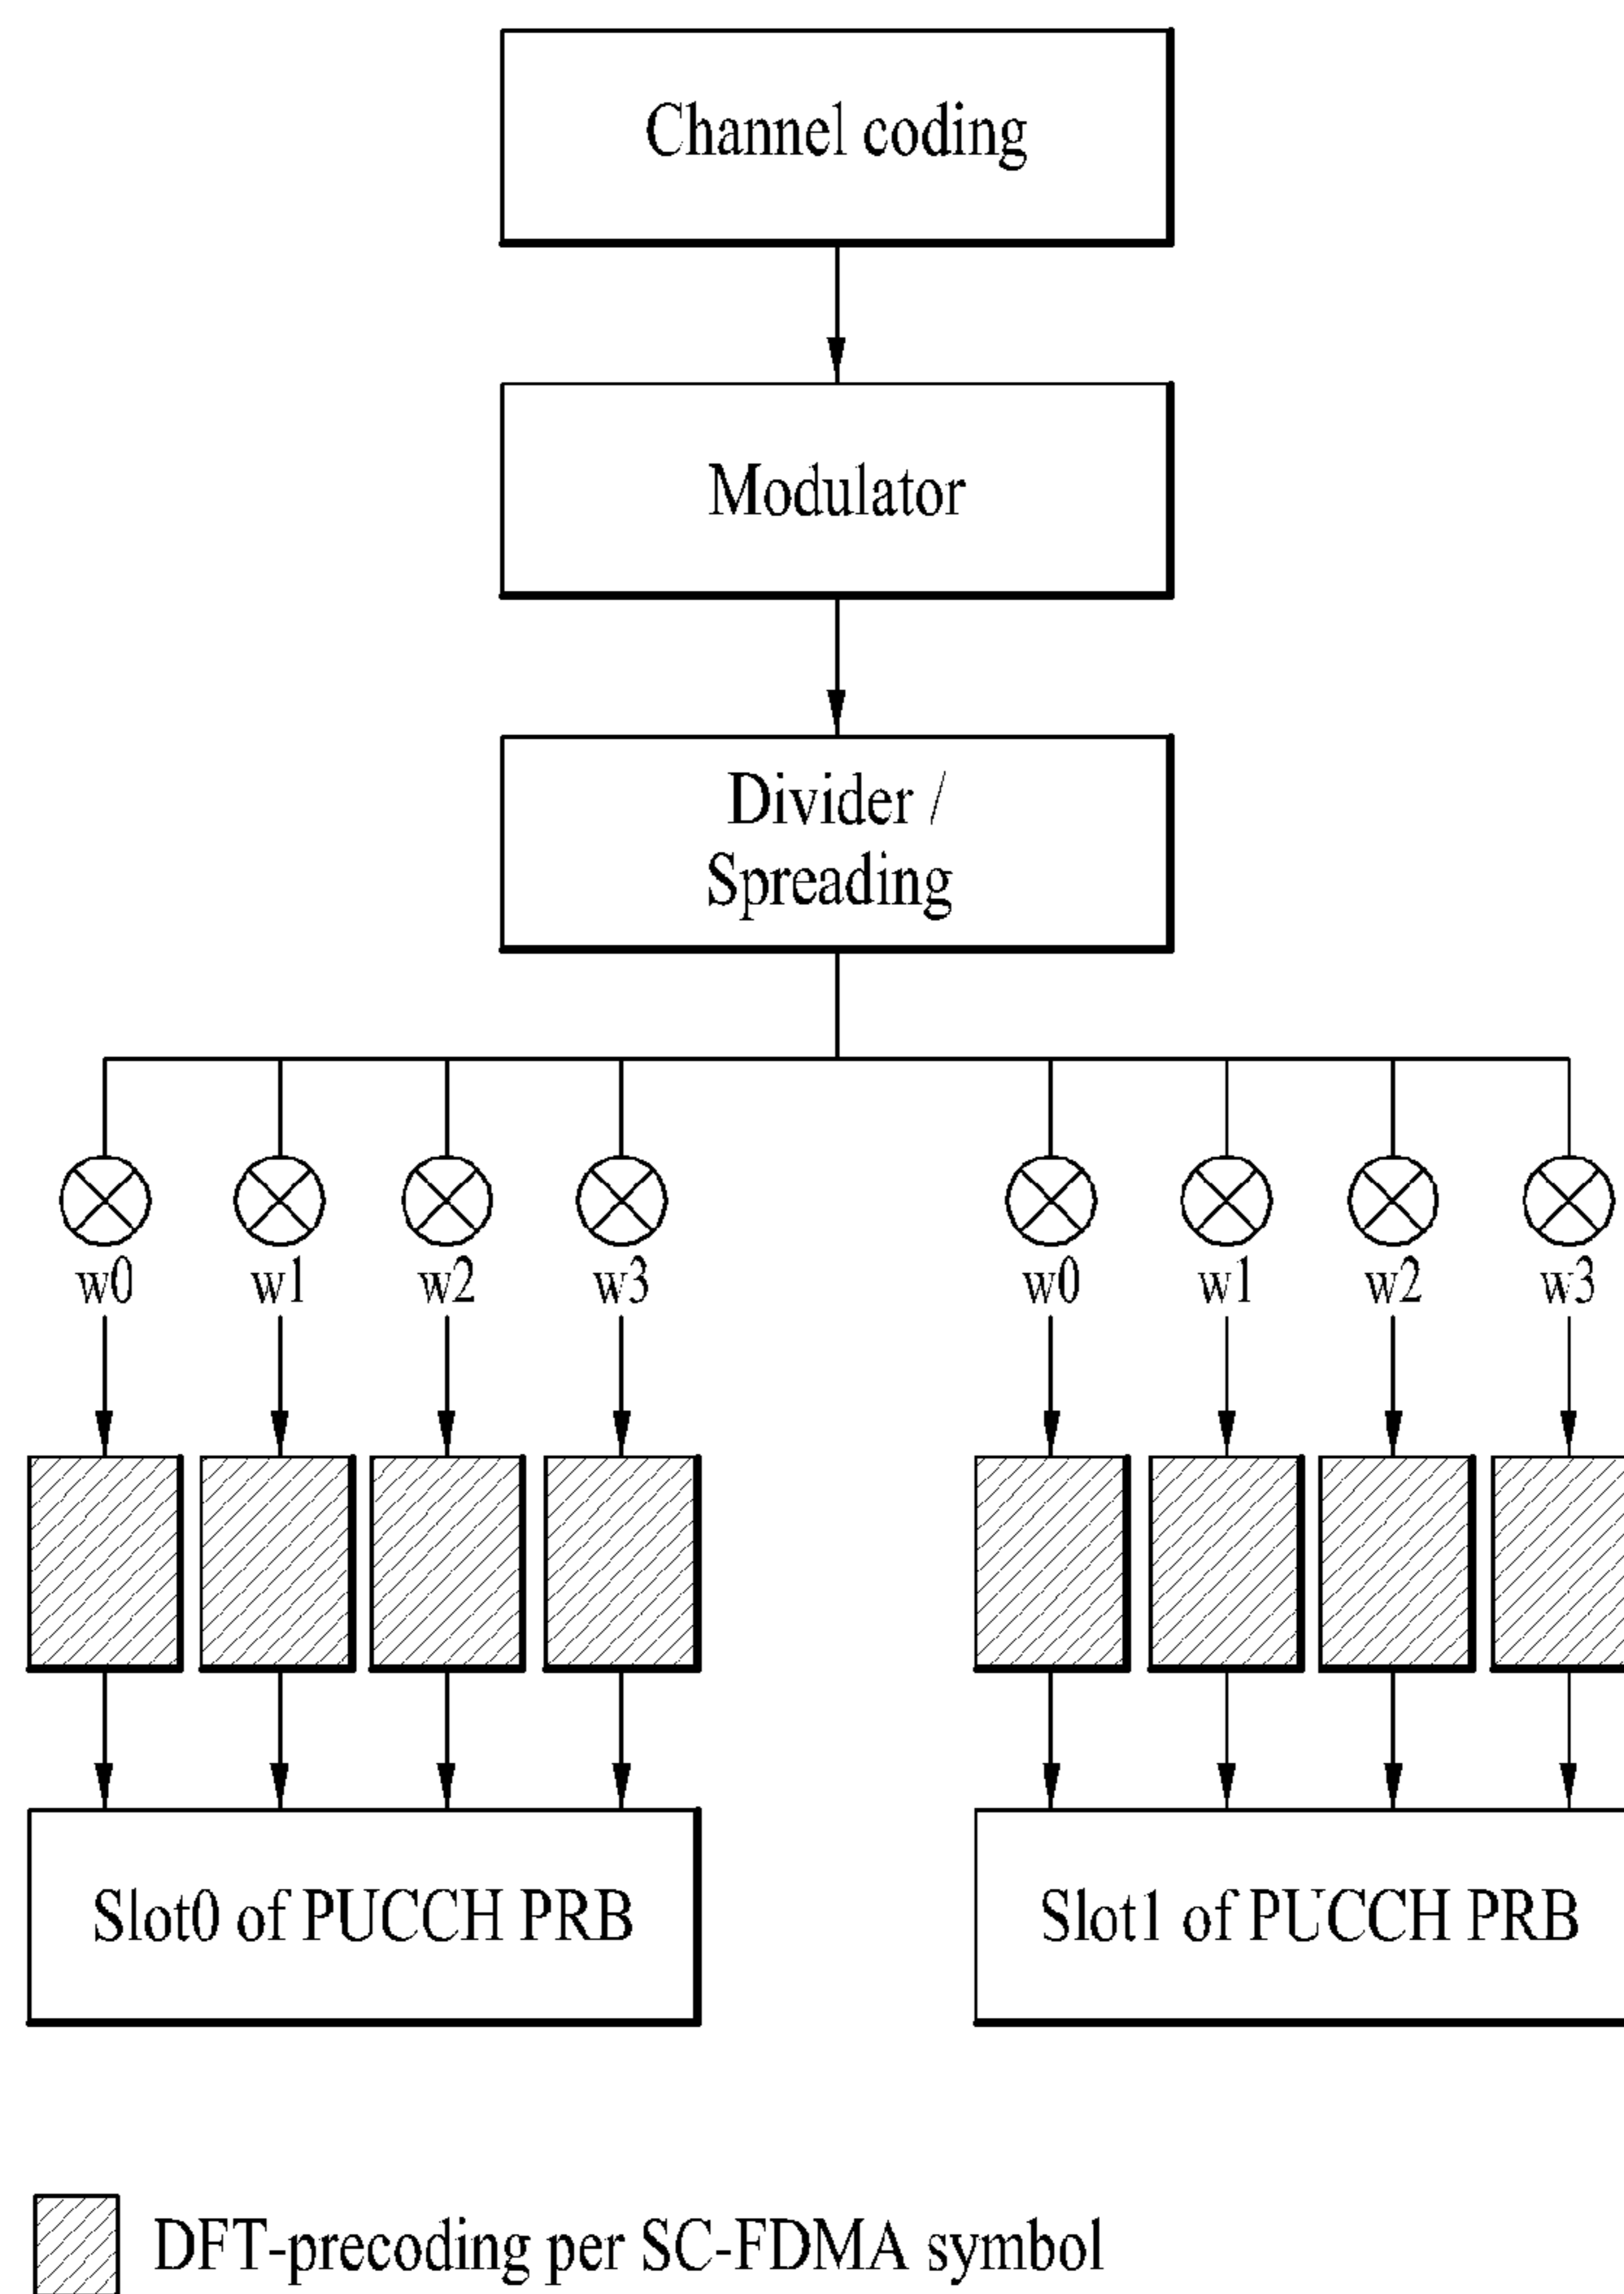 Channel coding
Modulator
Divider /
Spreading
w0 w1 w2 w3 w0 w1 w2 w3
Slot0 of PUCCH PRB Slot1 of PUCCH PRB
DFT-precoding per SC-FDMA symbol